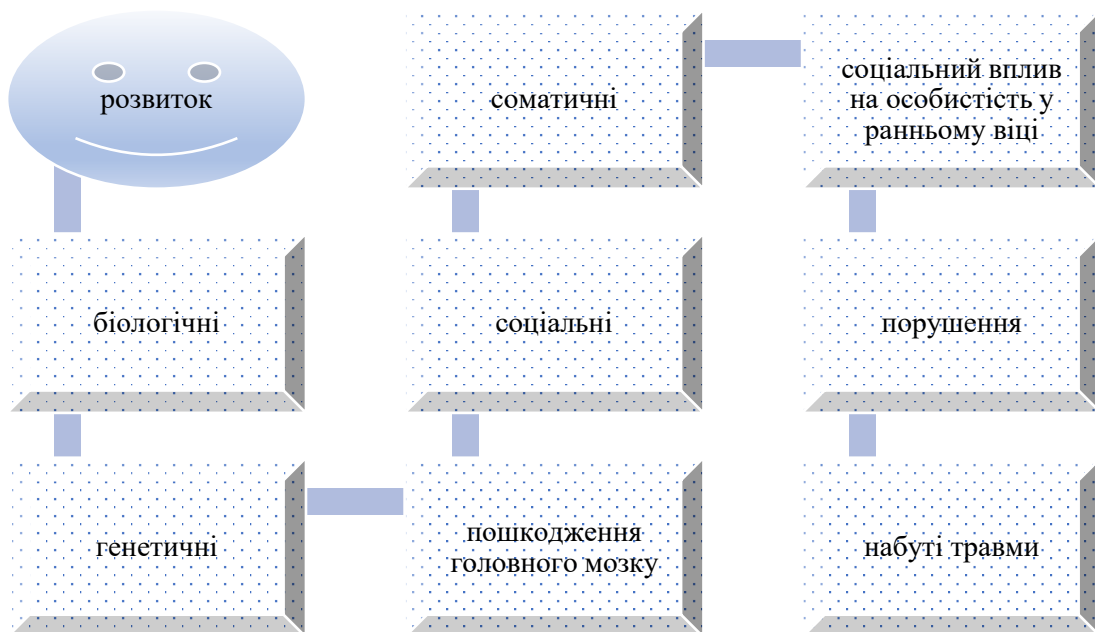 розвиток
біологічні
генетичні
пошкодження
головного мозку
соціальні
соматичні
соціальний вплив
на особистість у
ранньому віці
порушення
набуті травми